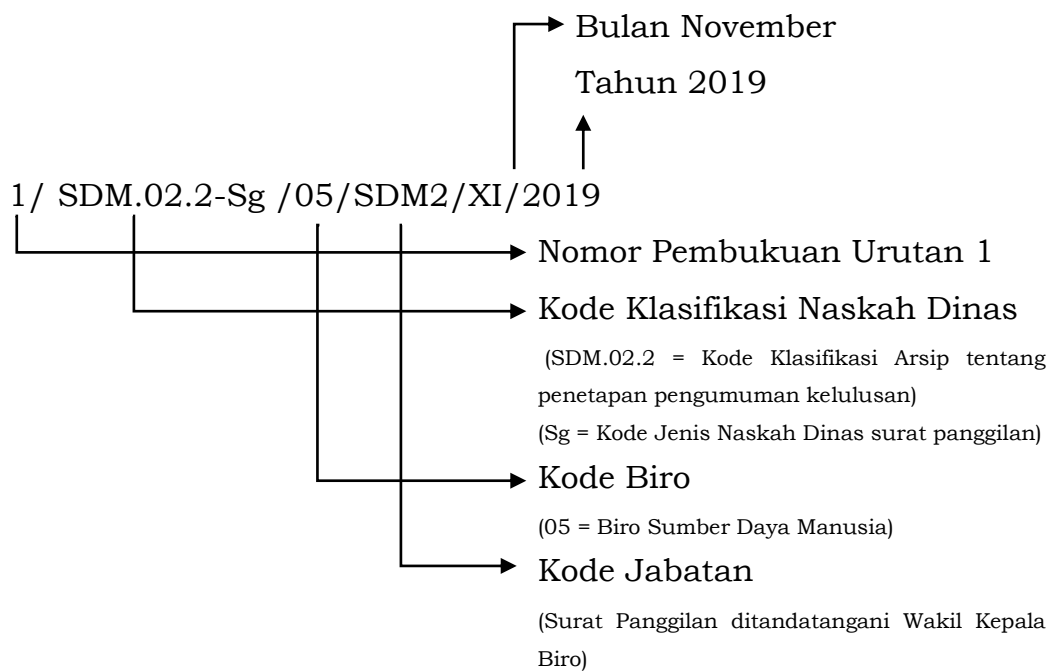 Bulan November
Tahun 2019
1/ SDM.02.2-Sg /05/SDM2/XI/2019
Nomor Pembukuan Urutan 1
Kode Klasifikasi Naskah Dinas
(SDM.02.2 = Kode Klasifikasi Arsip tentang
penetapan pengumuman kelulusan)
(Sg = Kode Jenis Naskah Dinas surat panggilan)
Kode Biro
(05 = Biro Sumber Daya Manusia)
Kode Jabatan
(Surat Panggilan ditandatangani Wakil Kepala
Biro)